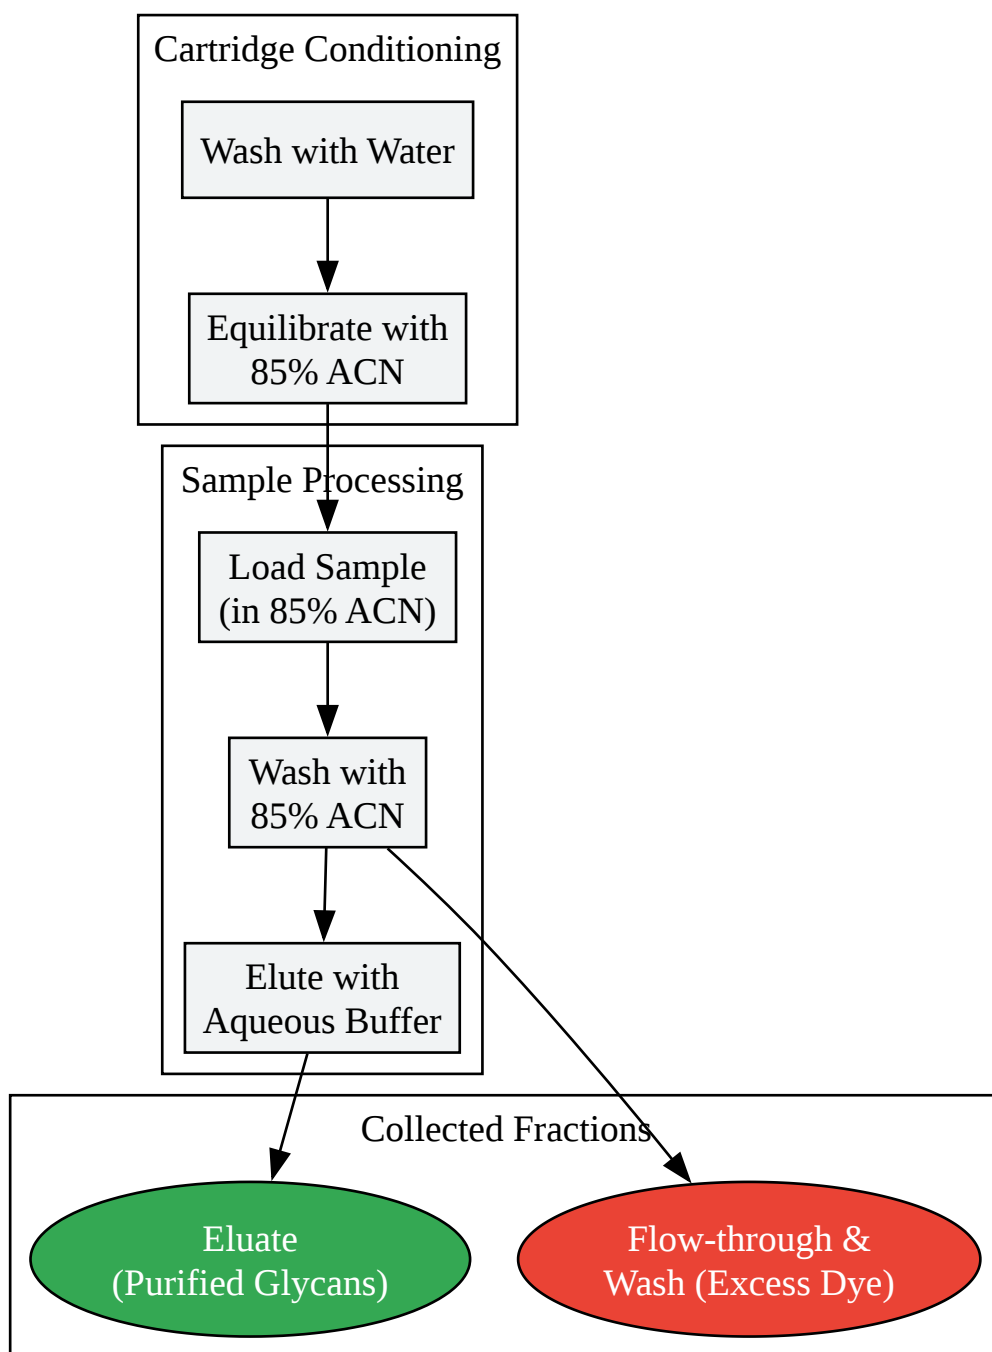 Cartridge Conditioning
Wash with Water
Equilibrate with
85% ACN
Sample Processing
Load Sample
(in 85% ACN)
Wash with
85% ACN
Elute with
Aqueous Buffer
Collected Fractions
Eluate
(Purified Glycans)
Flow-through &
Wash (Excess Dye)